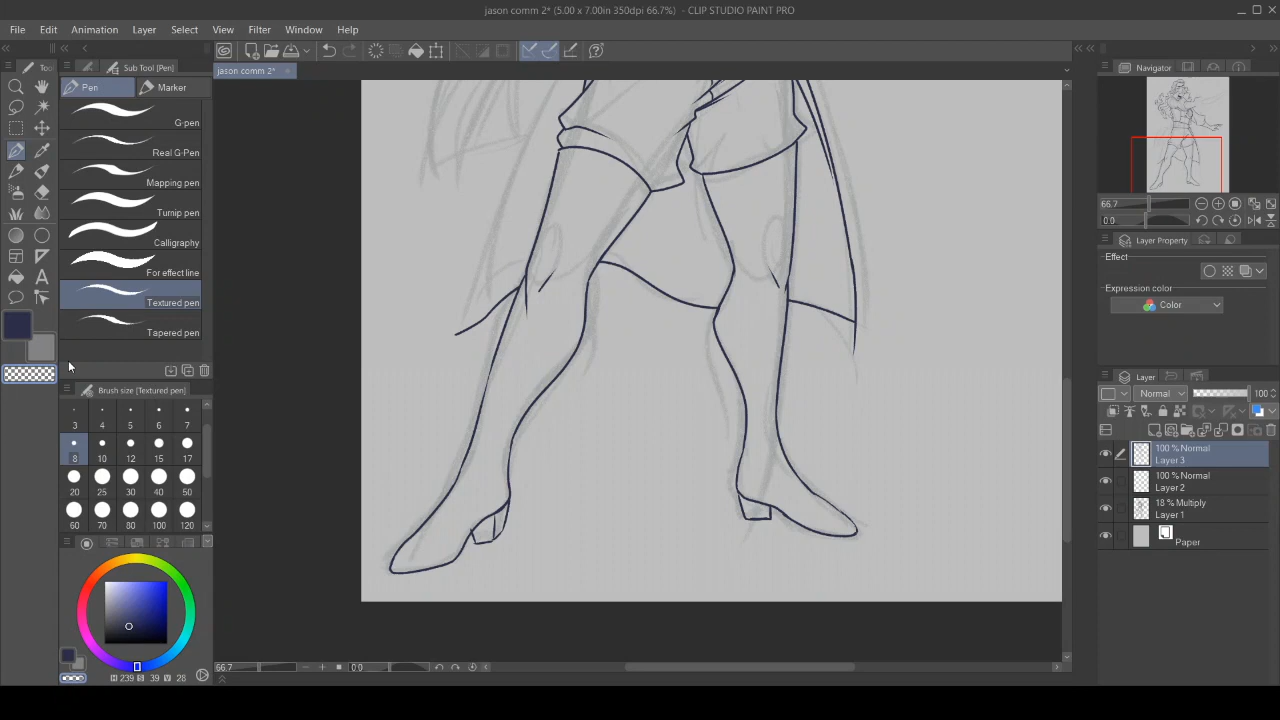 jason comm 2* (5.00 x 7.00in 350dpi 66.7%) - CLIP STUDIO PAINT PRO
File Edit Animation Layer Select View Filter Window Help
Too Sub Tool [Pen]
jason comm 2*
Navigator
Pen Marker
G-pen
Real G-Pen
Mapping pen
Turnip pen
Calligraphy
For effect line
Textured pen
Tapered pen
Brush size [Textured pen]
3 4 5 6 7
8 10 12 15 17
20 25 30 40 50
60 70 80 100 120
H 239 S 39 V 28
66.7 0.0
66.7
0.0
Layer Property
Effect
Expression color
Color
Layer
Normal 100
100 % Normal
Layer 3
100 % Normal
Layer 2
18 % Multiply
Layer 1
Paper